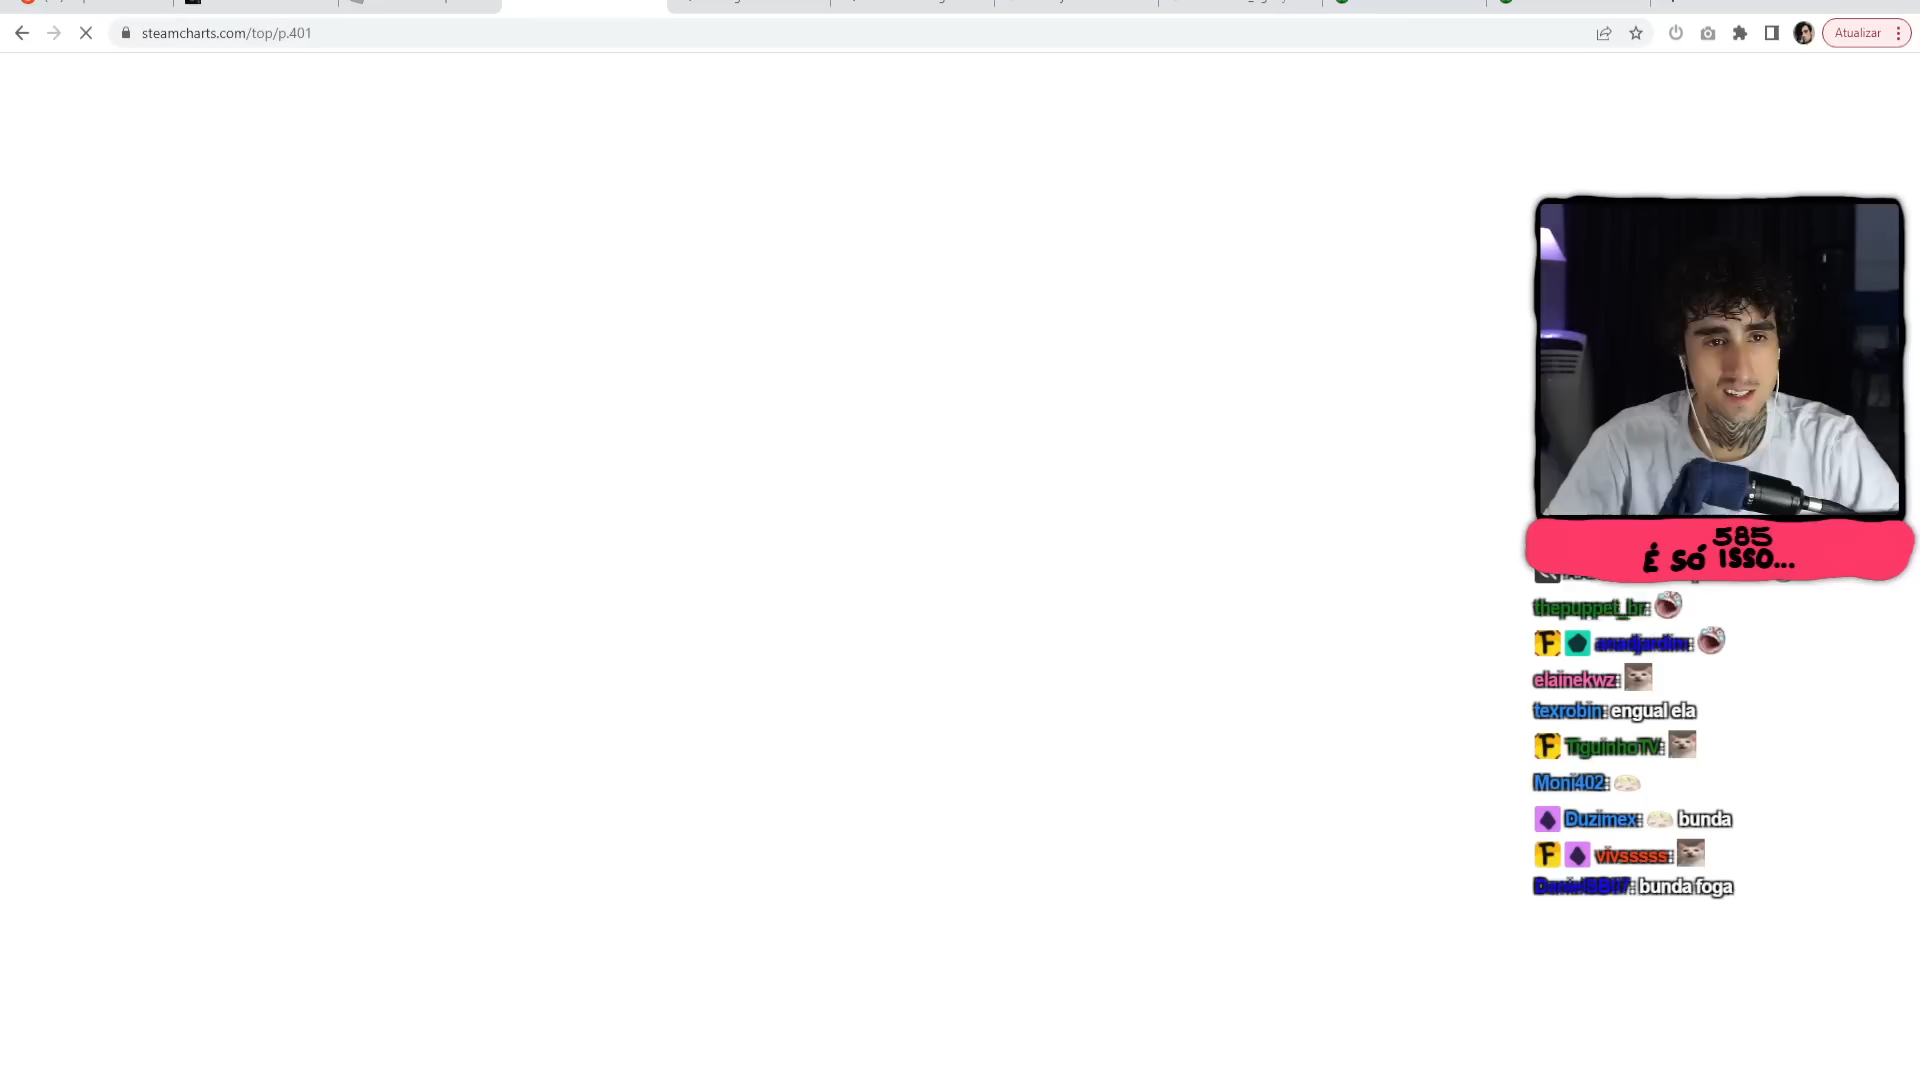 steamcharts.com/top/p.401
Atualizar
585
É SÓ ISSO...
thepuppet_br:
F anadjardim:
elainekwz:
texrobin: engual ela
F TiguinhoTV:
Moni402:
Duzimex: bunda
F vivsssss:
bunda foga